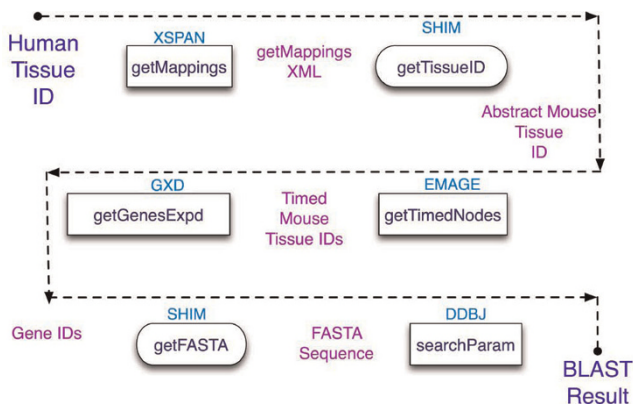 Human
Tissue
ID
XSPAN
getMappings
getMappings
XML
SHIM
getTissueID
Abstract Mouse
Tissue
ID
EMAGE
getTimedNodes
Timed
Mouse
Tissue IDs
GXD
getGenesExpd
Gene IDs
SHIM
getFASTA
FASTA
Sequence
DDBJ
searchParam
BLAST
Result